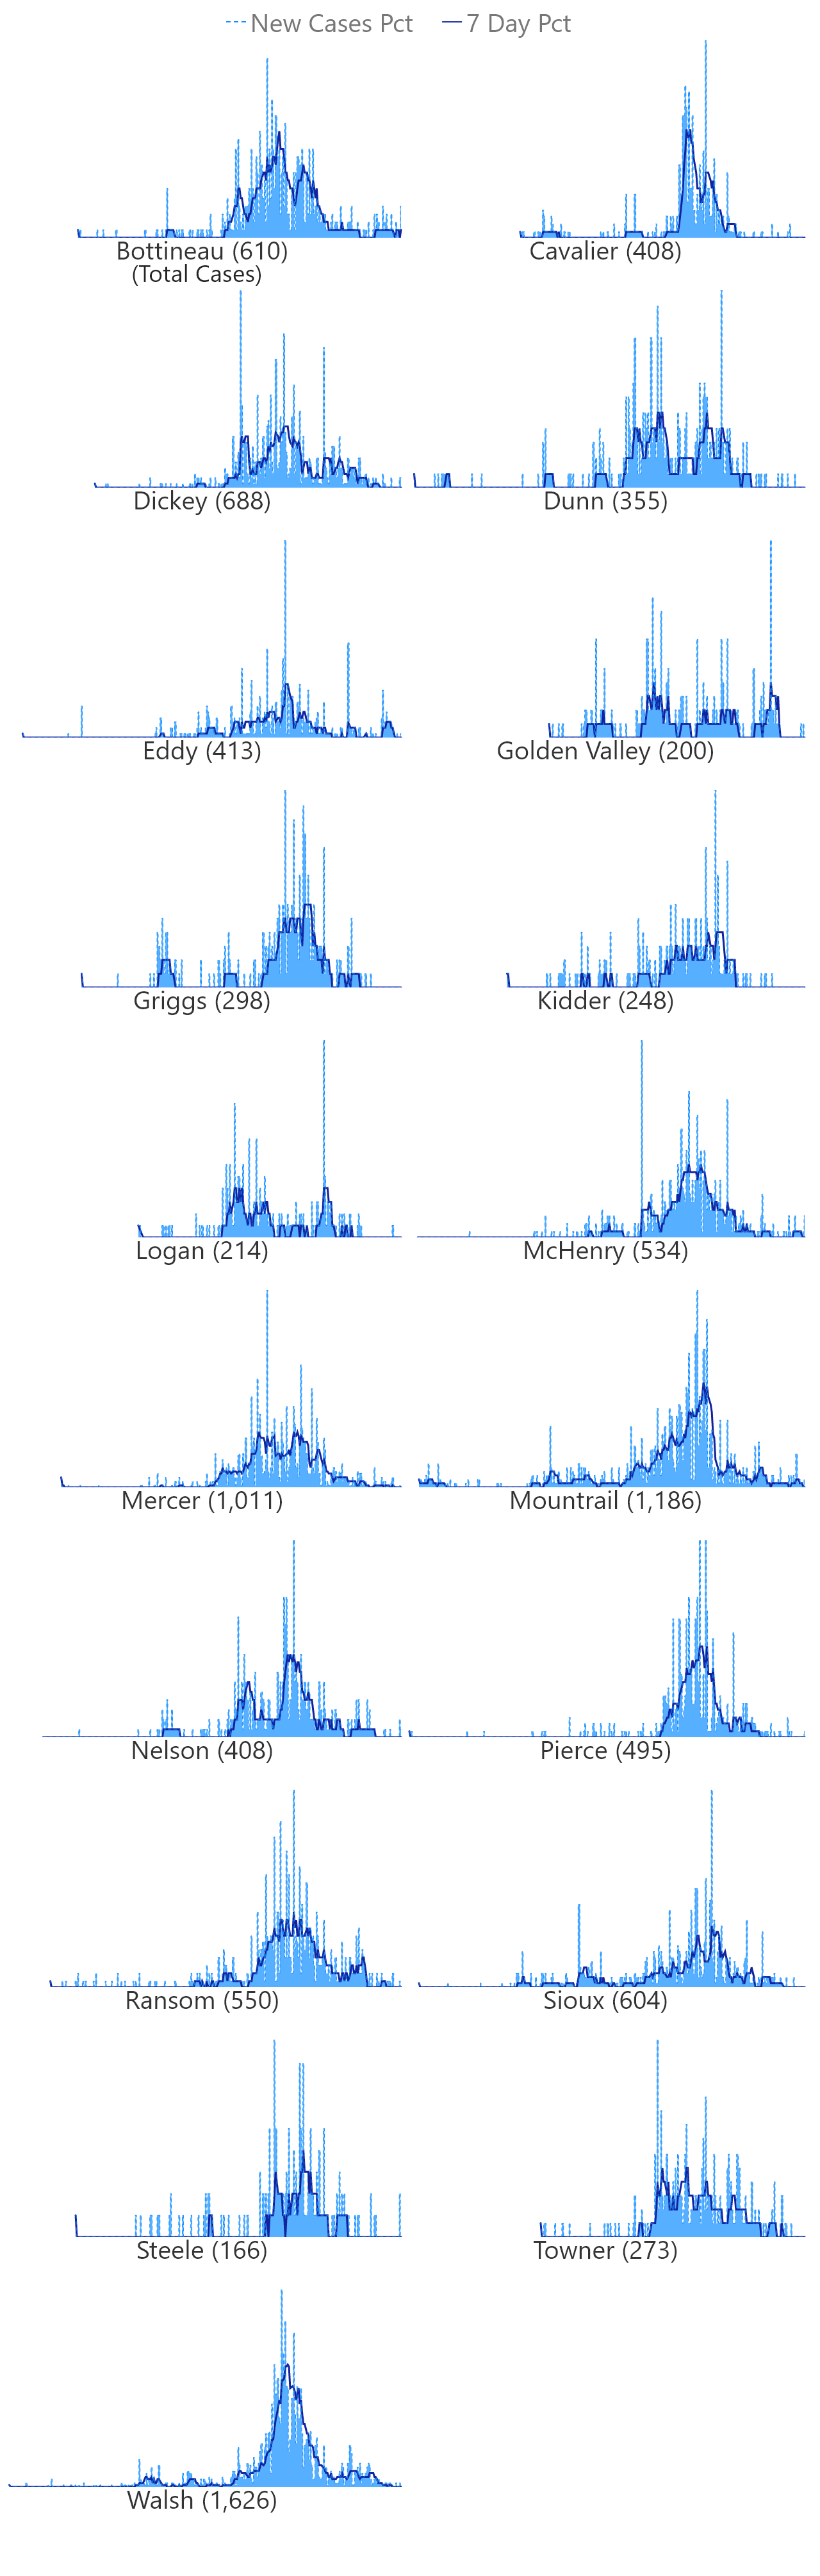 New Cases Pct 7 Day Pct
Bottineau (610) Cavalier (408)
(Total Cases)
Dickey (688) Dunn (355)
Eddy (413) Golden Valley (200)
Griggs (298) Kidder (248)
Logan (214) McHenry (534)
Mercer (1,011) Mountrail (1,186)
Nelson (408) Pierce (495)
Ransom (550) Sioux (604)
Steele (166) Towner (273)
Walsh (1,626)